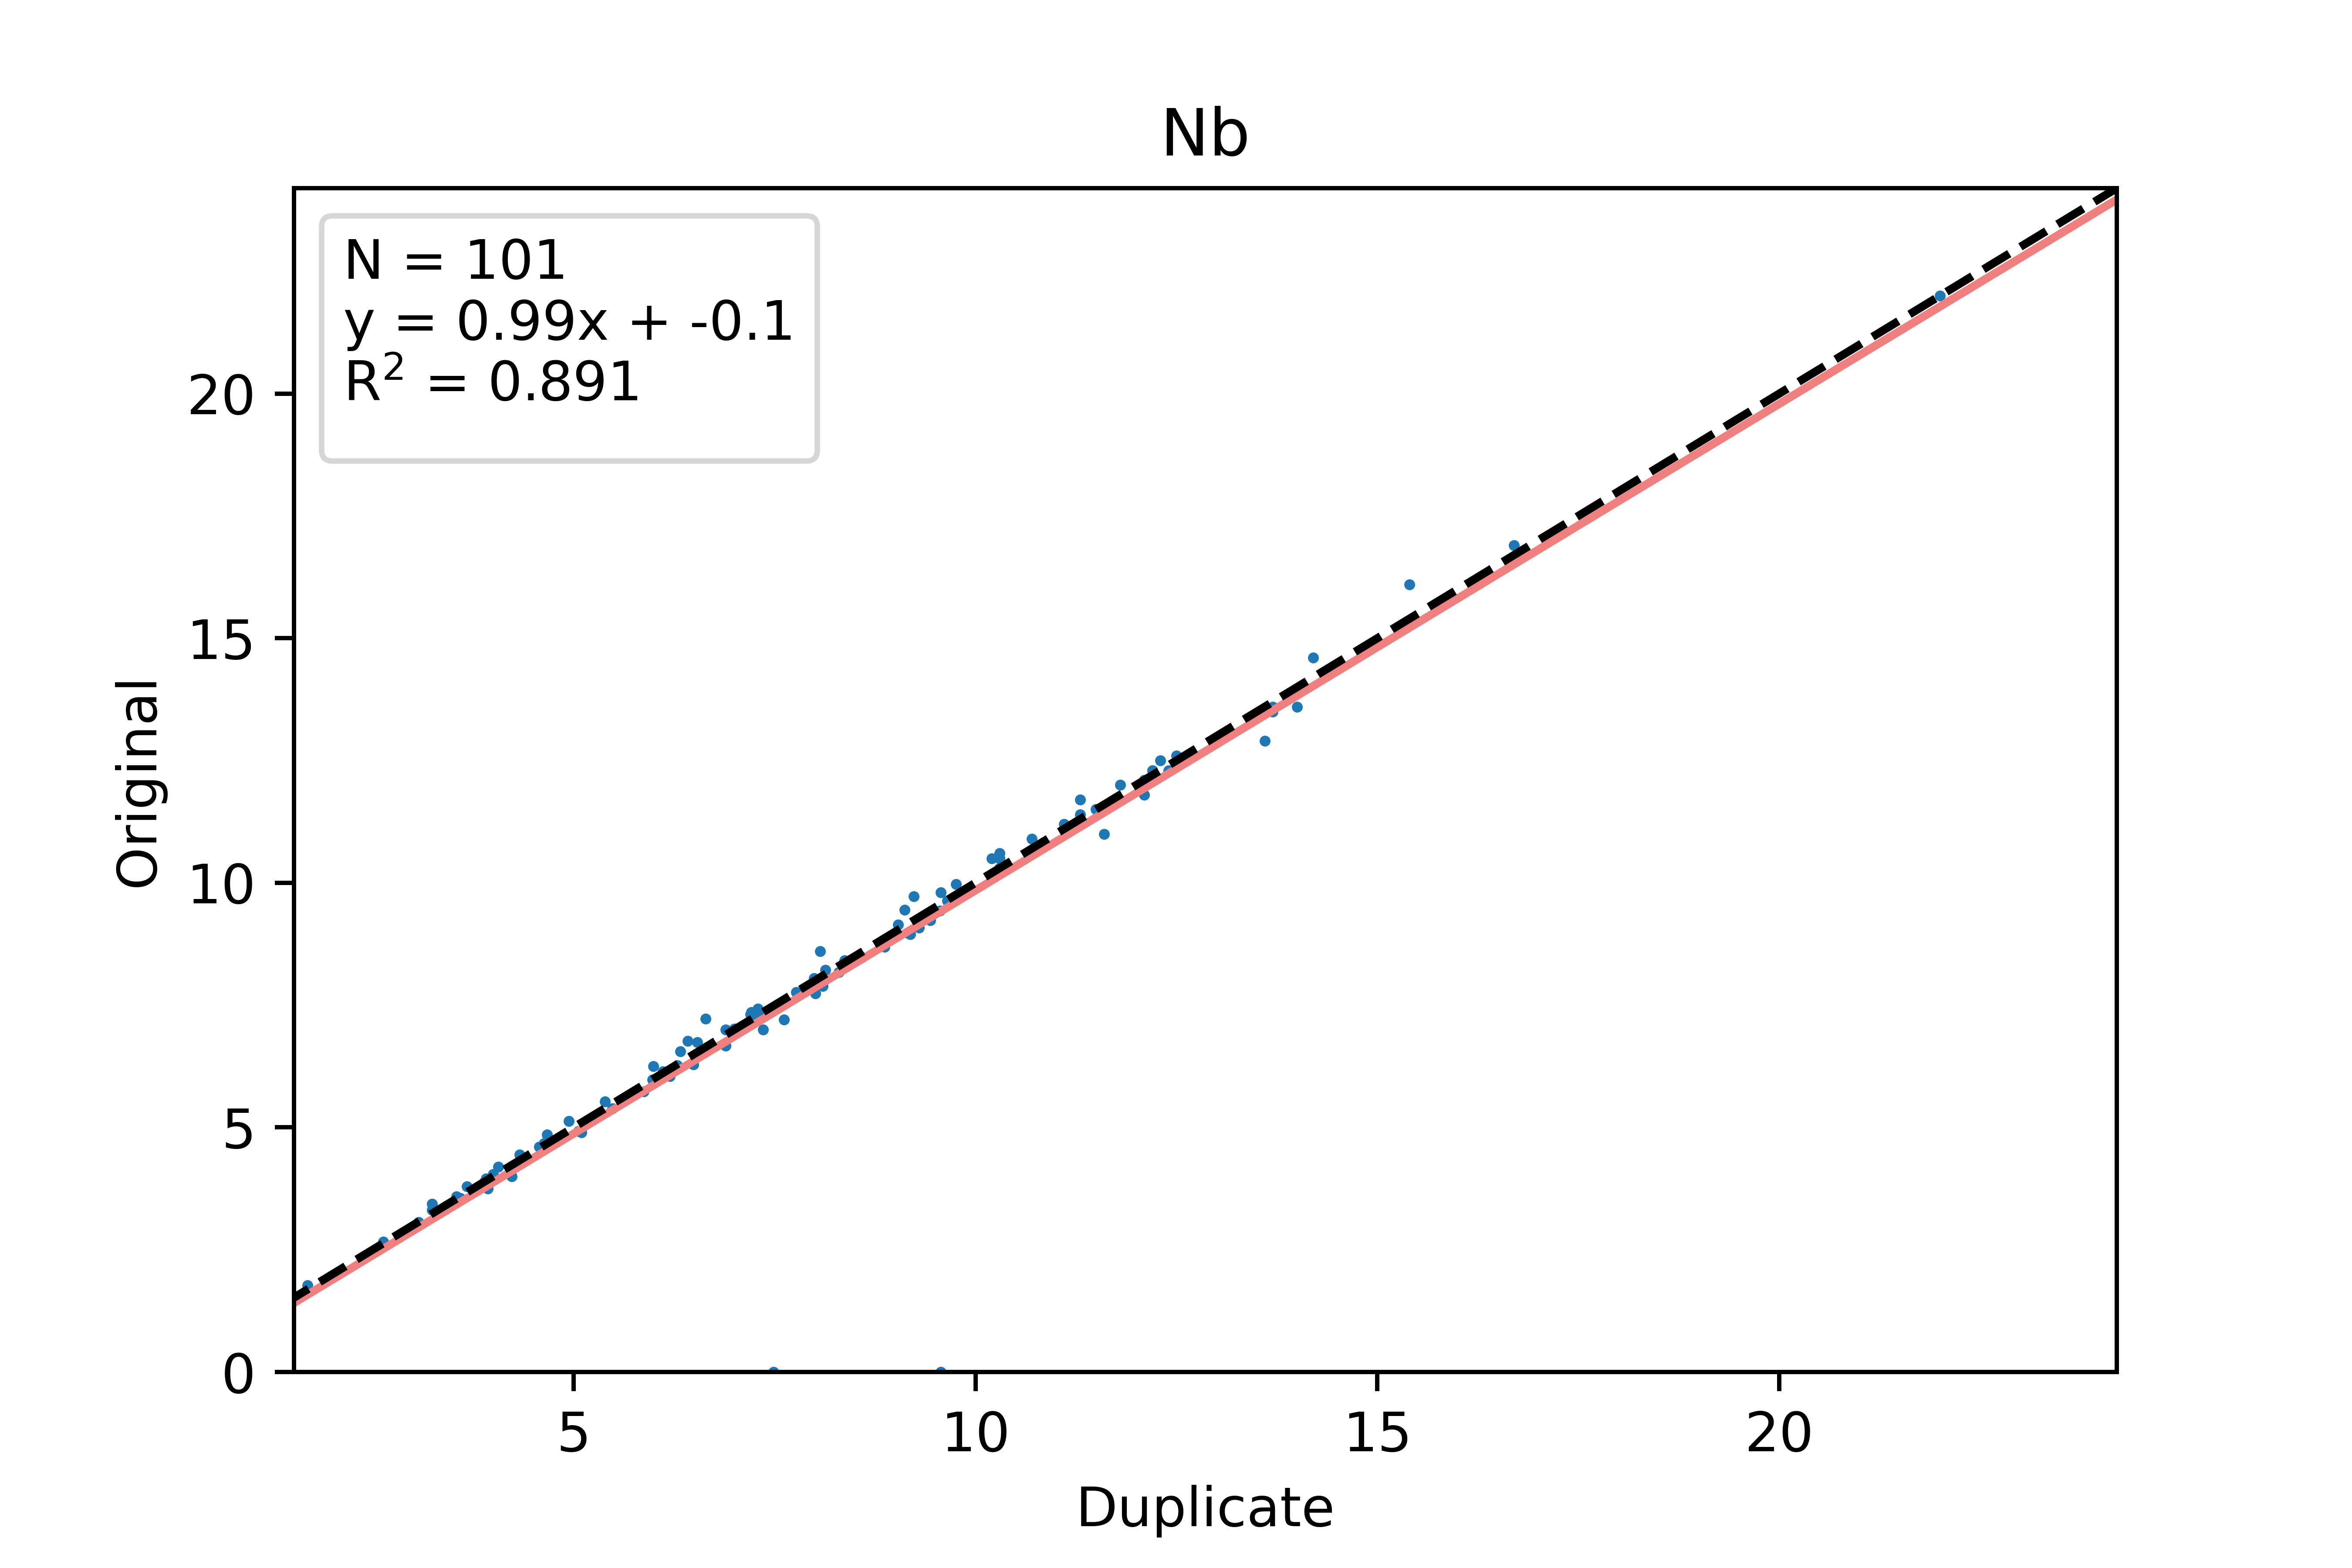 Nb
N = 101
y = 0.99x + -0.1
R² = 0.891
20
15
10
5
0
Original
5 10 15 20
Duplicate